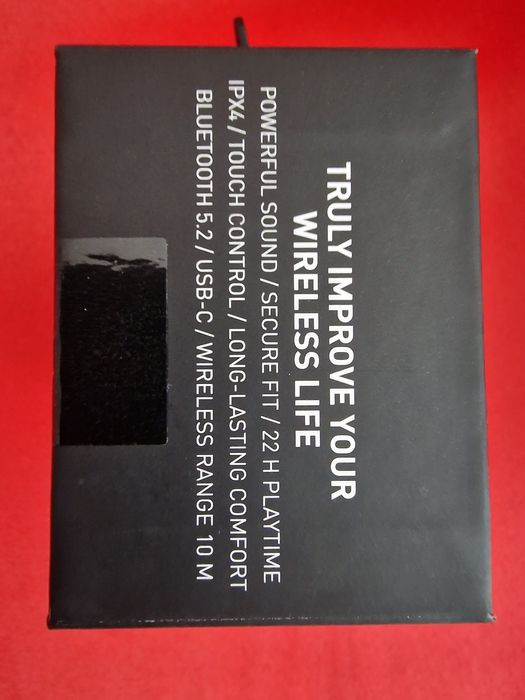 TRULY IMPROVE YOUR
WIRELESS LIFE
POWERFUL SOUND / SECURE FIT / 22 H PLAYTIME
IPX4 / TOUCH CONTROL / LONG-LASTING COMFORT
BLUETOOTH 5.2 / USB-C / WIRELESS RANGE 10 M